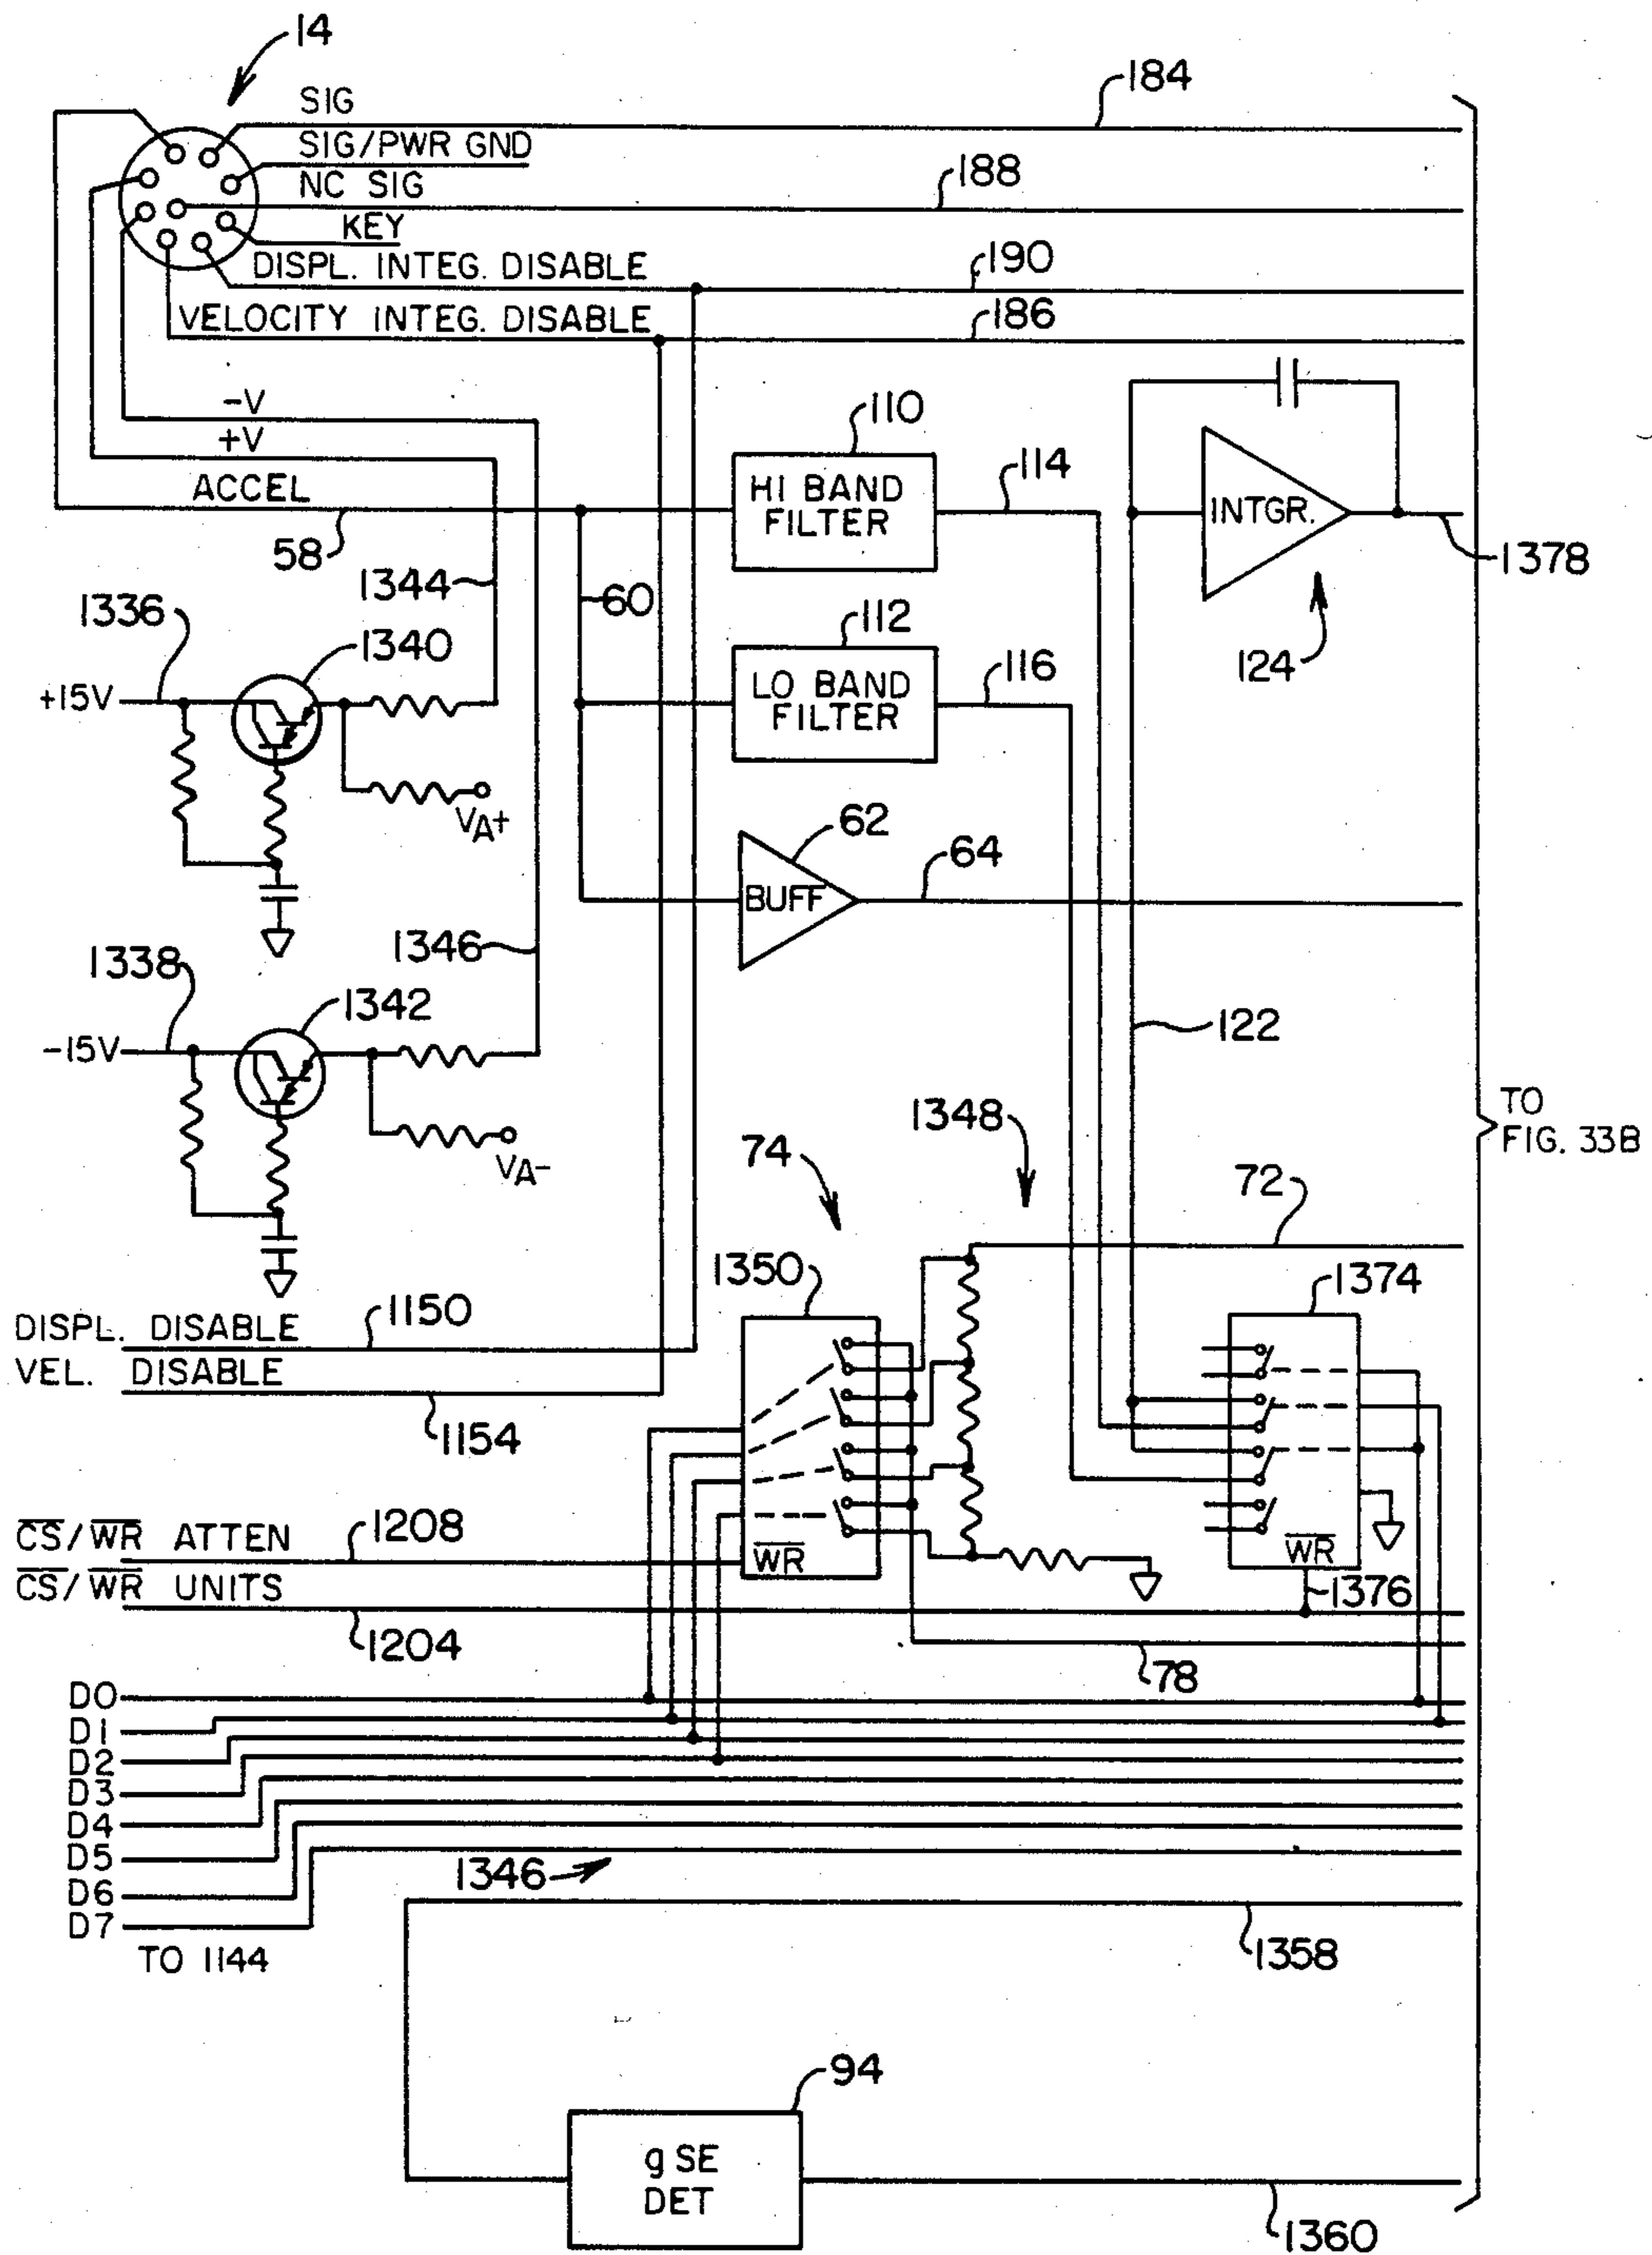 14
SIG
184
SIG/PWR GND
NC SIG
188
KEY
DISPL. INTEG. DISABLE
190
VELOCITY INTEG. DISABLE
186
-V
+V
ACCEL
58
110
HI BAND
FILTER
114
INTGR.
1378
124
1344
60
1336
1340
+15V
112
LO BAND
FILTER
116
VA+
62
BUFF
64
1346
1338
1342
-15V
122
VA-
TO
FIG. 33B
74
1348
72
1350
1374
DISPL. DISABLE
1150
VEL. DISABLE
1154
CS/WR ATTEN
1208
WR
WR
CS/WR UNITS
1376
1204
78
D0
D1
D2
D3
D4
D5
D6
D7
1346
TO 1144
1358
94
g SE
DET
1360